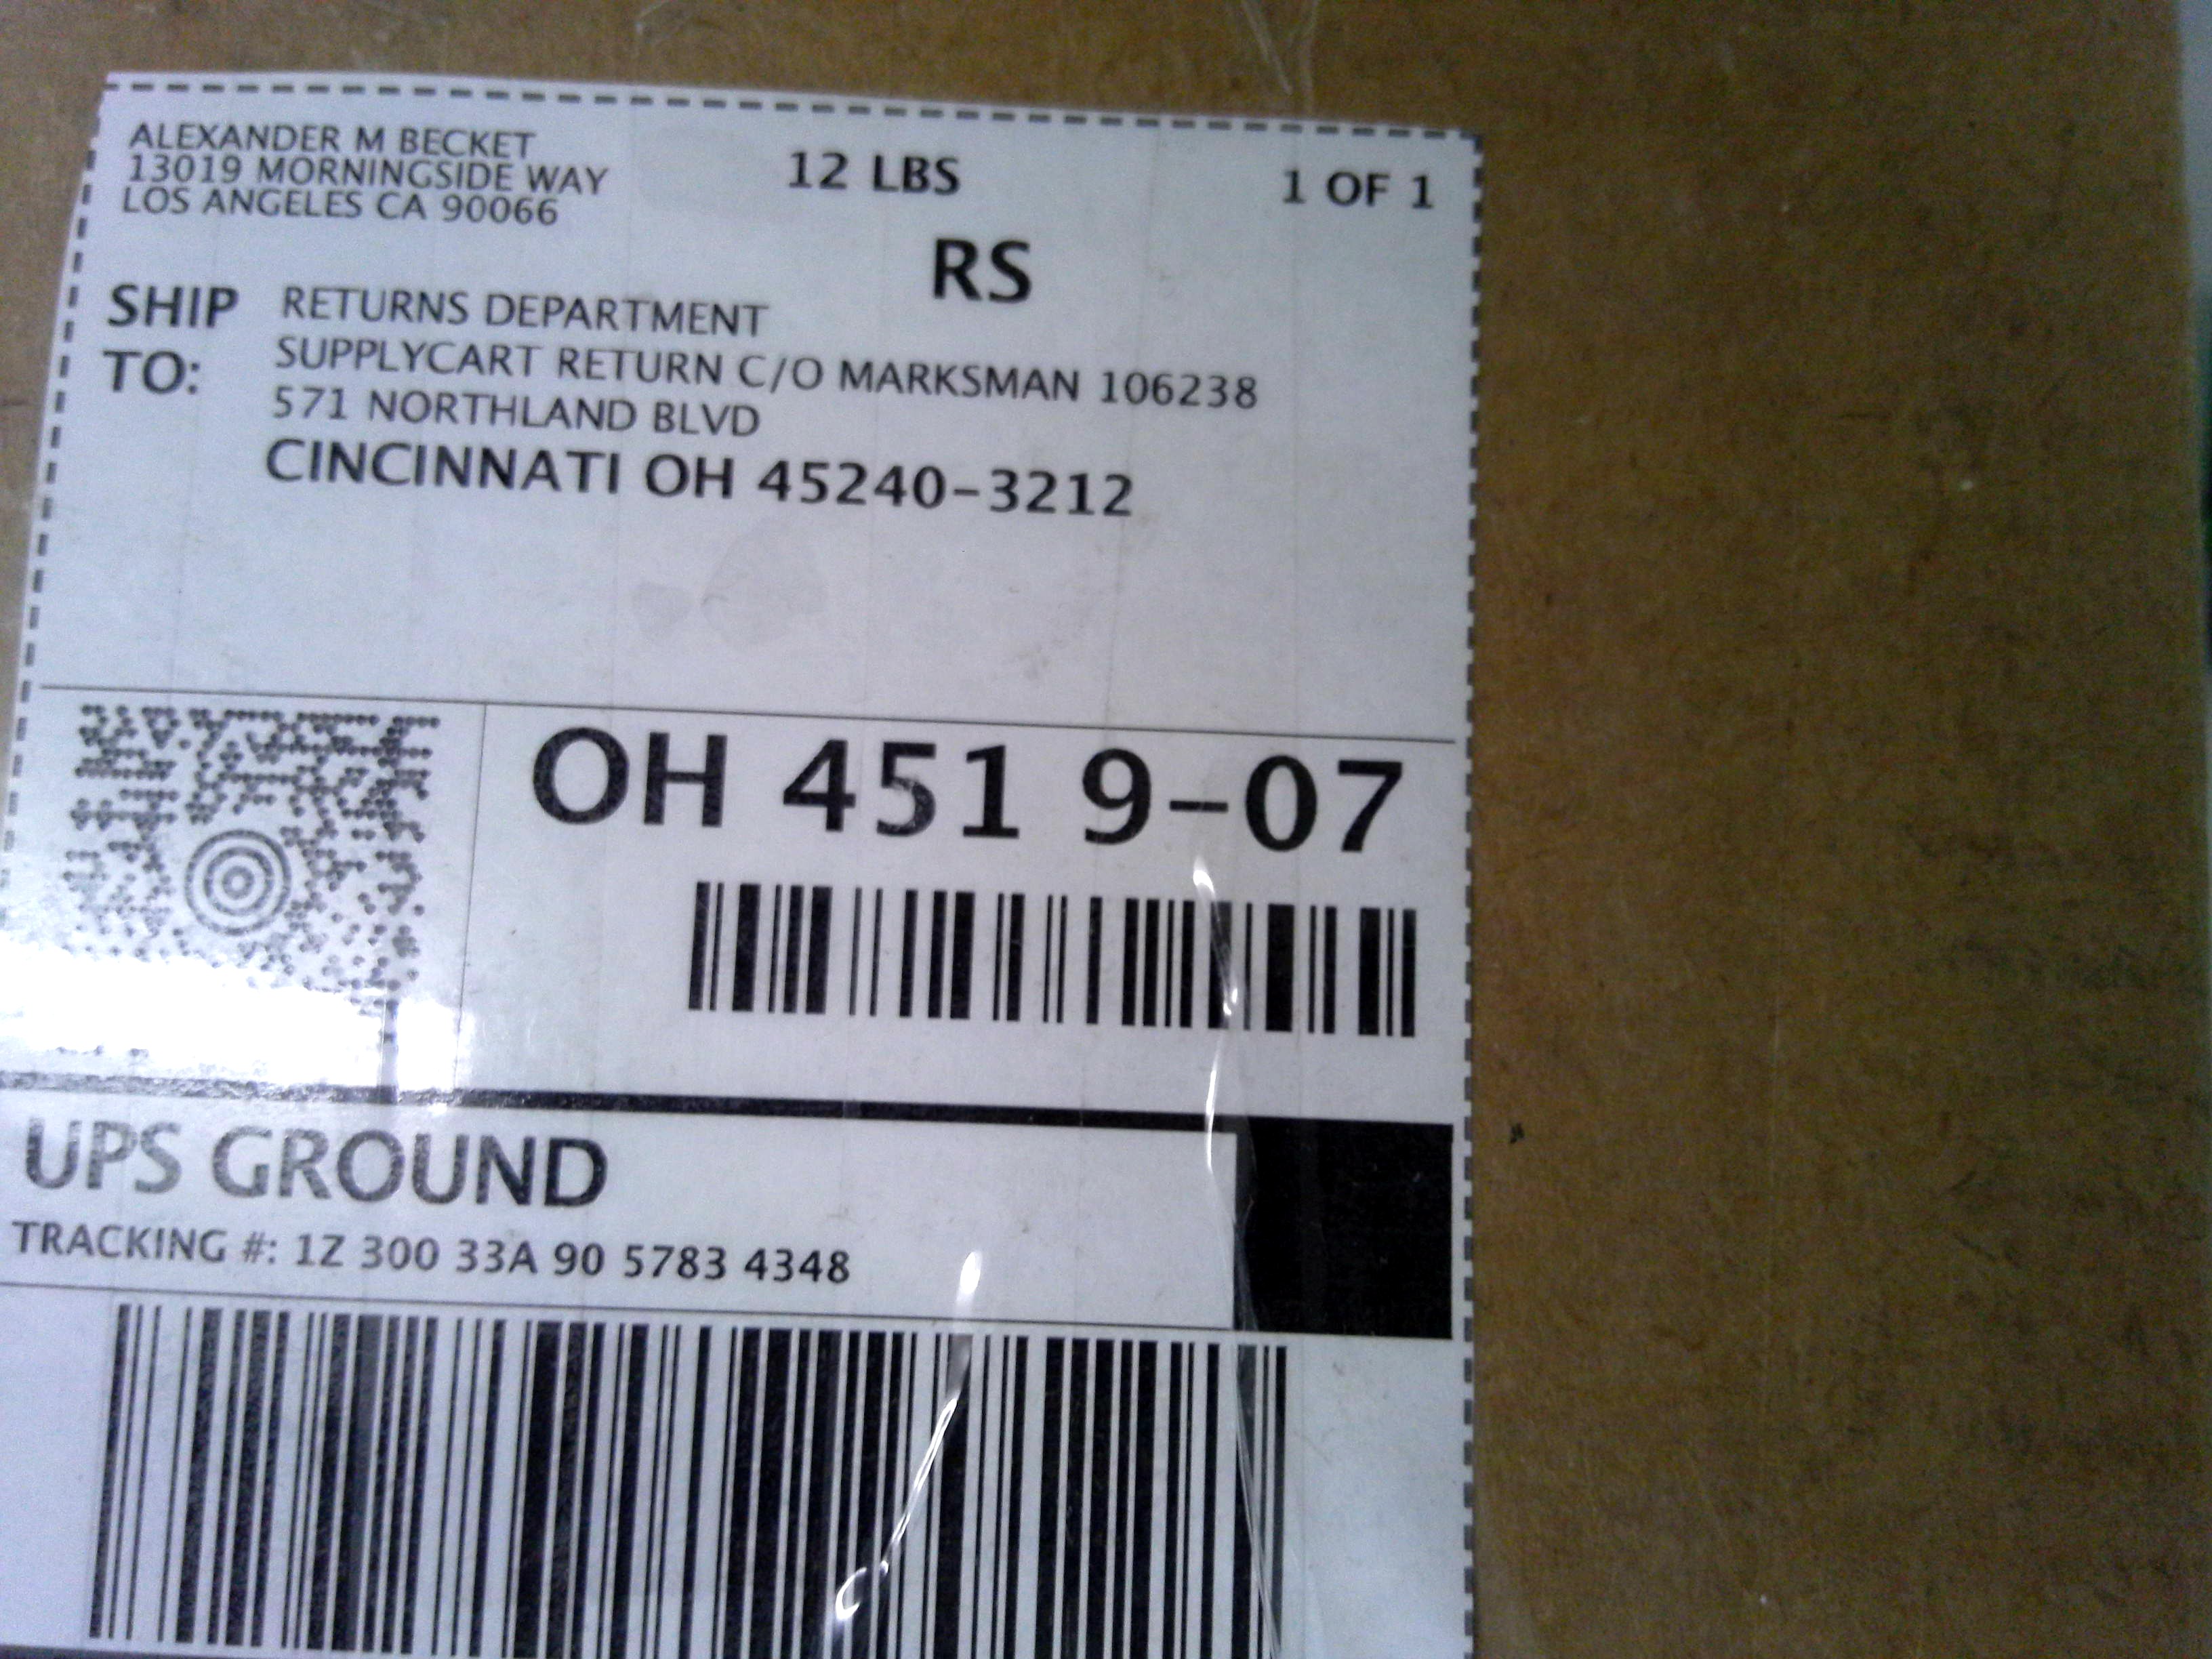 ALEXANDER M BECKET
13019 MORNINGSIDE WAY
LOS ANGELES CA 90066
12 LBS
1 OF 1
RS
SHIP TO:
RETURNS DEPARTMENT
SUPPLYCART RETURN C/O MARKSMAN 106238
571 NORTHLAND BLVD
CINCINNATI OH 45240-3212
OH 451 9-07
UPS GROUND
TRACKING #: 1Z 300 33A 90 5783 4348